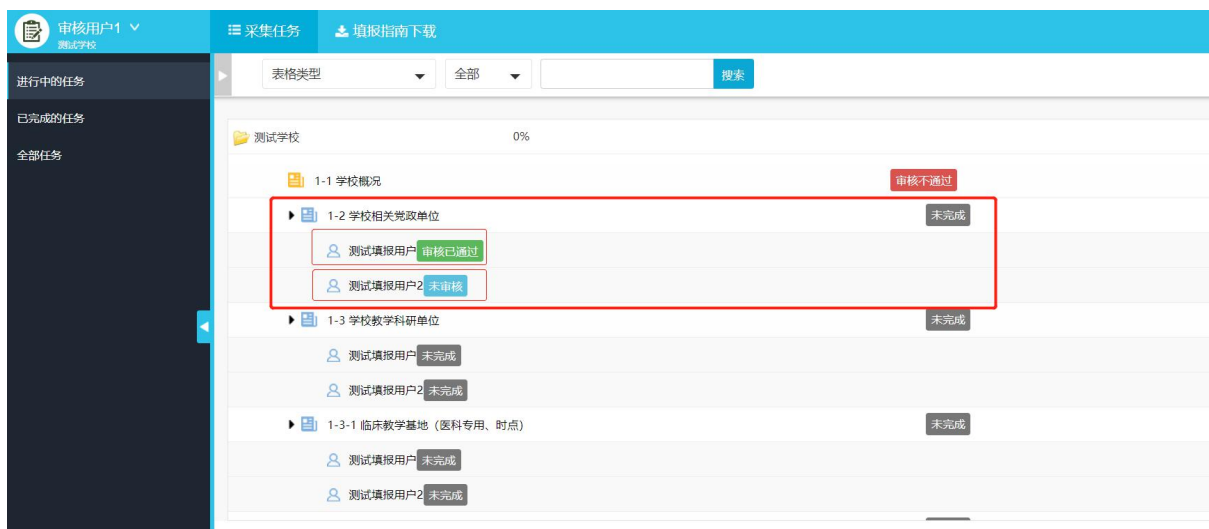 审核用户1
测试学校
采集任务
填报指南下载
进行中的任务
已完成的任务
全部任务
表格类型
全部
搜索
测试学校 0%
1-1 学校概况 审核不通过
1-2 学校相关党政单位 未完成
测试填报用户 审核已通过
测试填报用户2 未审核
1-3 学校教学科研单位 未完成
测试填报用户 未完成
测试填报用户2 未完成
1-3-1 临床教学基地（医科专用、时点） 未完成
测试填报用户 未完成
测试填报用户2 未完成